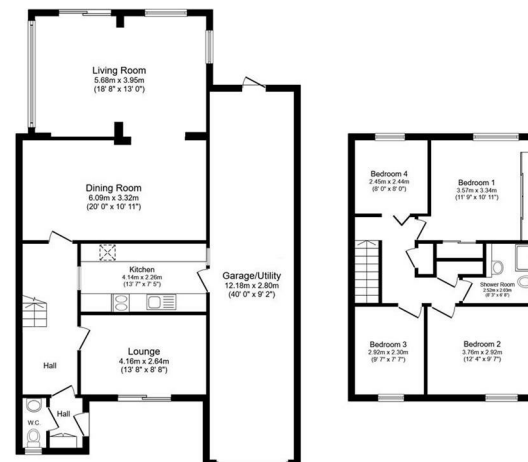 Living Room
5.68m x 3.95m
(18' 8" x 13' 0")
Dining Room
6.09m x 3.32m
(20' 0" x 10' 11")
Kitchen
4.14m x 2.26m
(13' 7" x 7' 5")
Garage/Utility
12.18m x 2.80m
(40' 0" x 9' 2")
Lounge
4.16m x 2.64m
(13' 8" x 8' 8")
Hall
Hall
W.C.
Bedroom 4
2.45m x 2.44m
(8' 0" x 8' 0")
Bedroom 1
3.57m x 3.34m
(11' 9" x 10' 11")
Shower Room
(8' 3" x 6' 8")
Bedroom 3
2.92m x 2.30m
(9' 7" x 7' 7")
Bedroom 2
3.76m x 2.92m
(12' 4" x 9' 7")